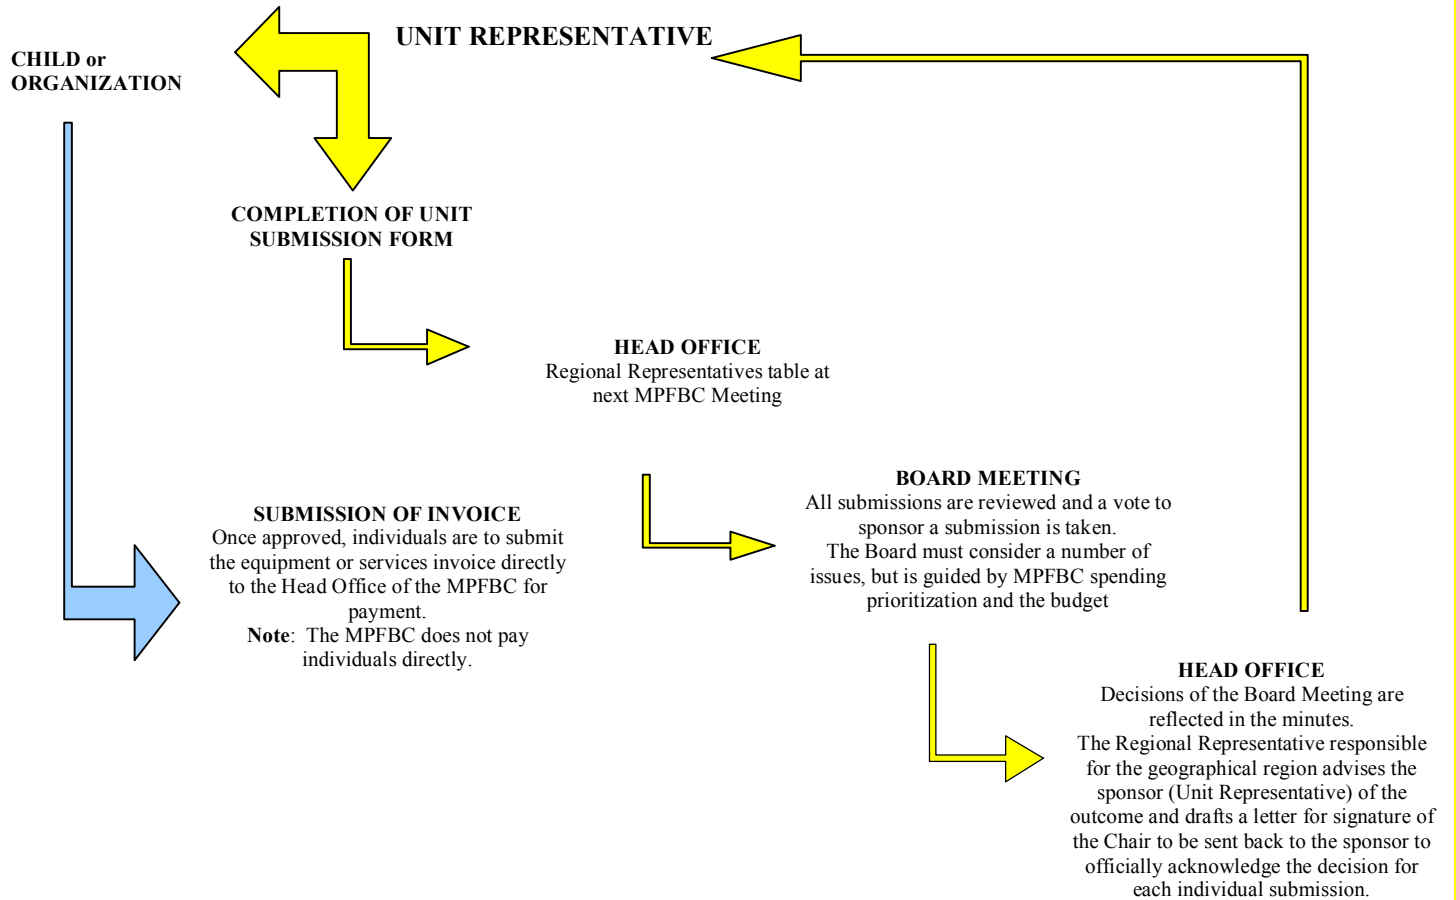 UNIT REPRESENTATIVE
CHILD or
ORGANIZATION
COMPLETION OF UNIT
SUBMISSION FORM
HEAD OFFICE
Regional Representatives table at
next MPFBC Meeting
BOARD MEETING
All submissions are reviewed and a vote to
sponsor a submission is taken.
The Board must consider a number of
issues, but is guided by MPFBC spending
prioritization and the budget
SUBMISSION OF INVOICE
Once approved, individuals are to submit
the equipment or services invoice directly
to the Head Office of the MPFBC for
payment.
Note:  The MPFBC does not pay
individuals directly.
HEAD OFFICE
Decisions of the Board Meeting are
reflected in the minutes.
The Regional Representative responsible
for the geographical region advises the
sponsor (Unit Representative) of the
outcome and drafts a letter for signature of
the Chair to be sent back to the sponsor to
officially acknowledge the decision for
each individual submission.